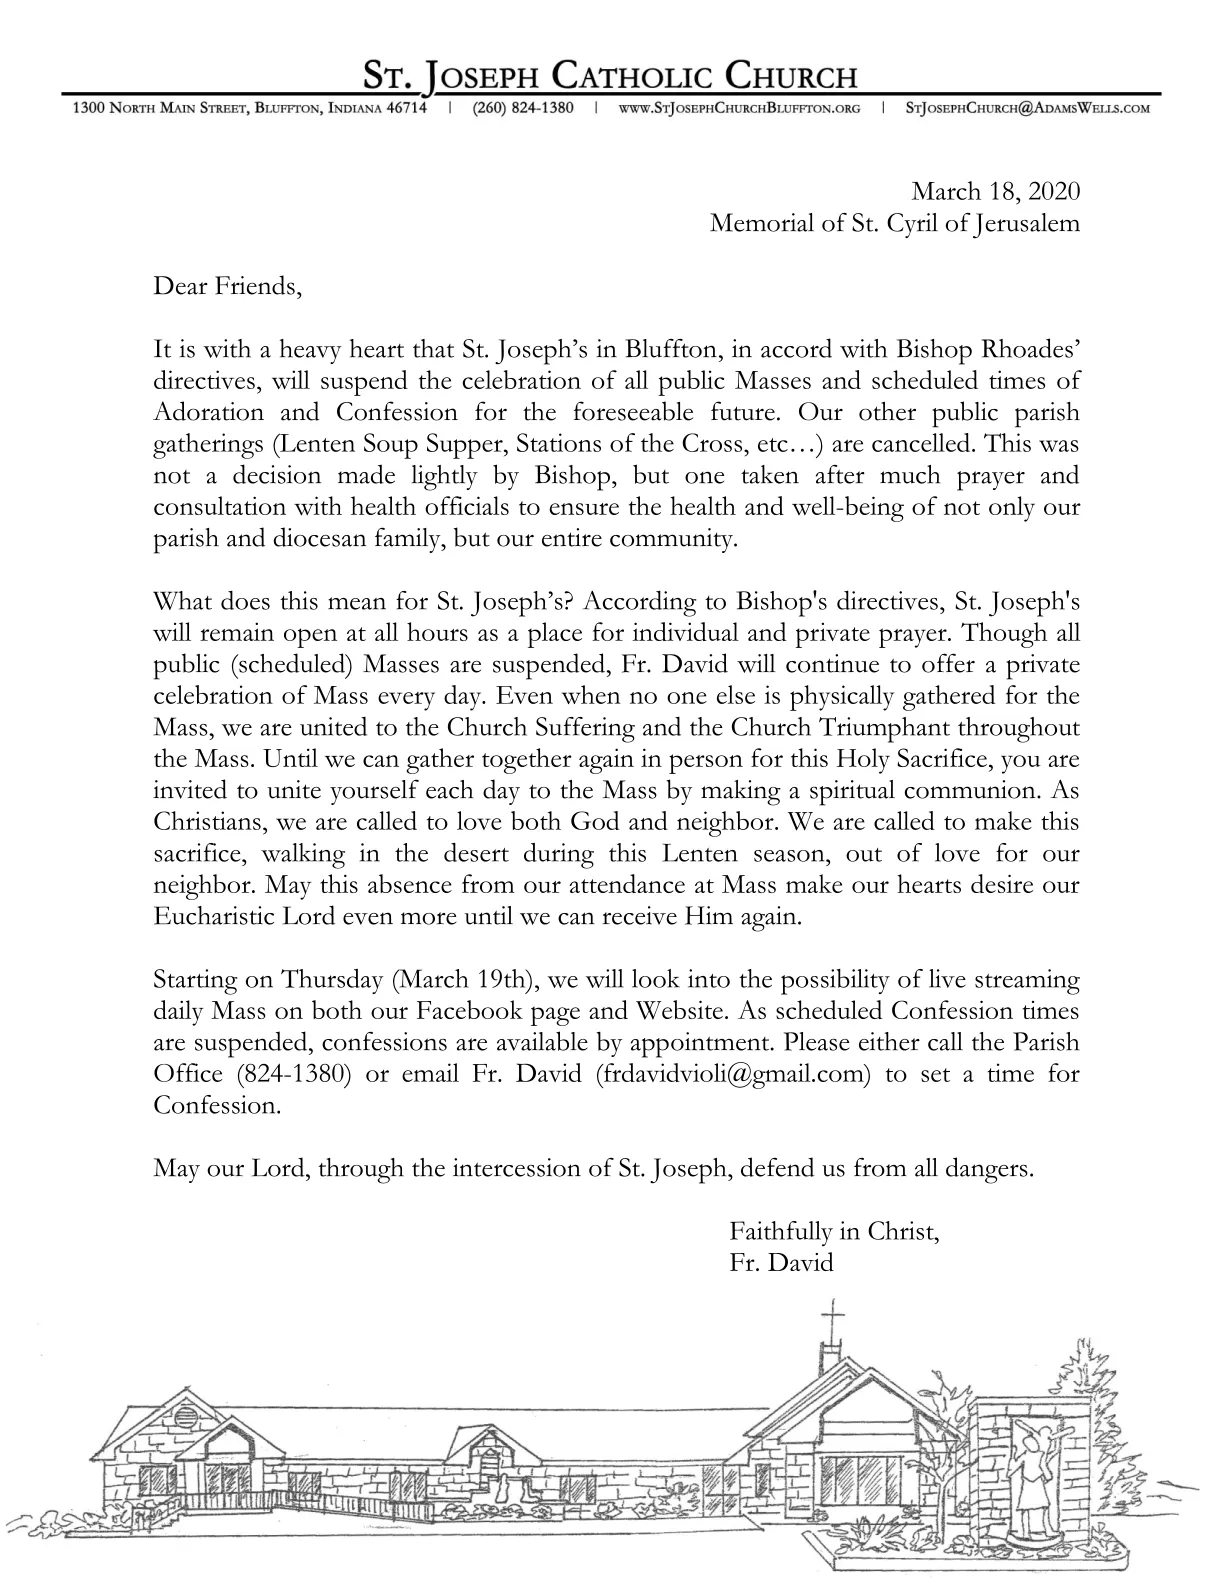 St. Joseph Catholic Church
1300 North Main Street, Bluffton, Indiana 46714 | (260) 824-1380 | www.StJosephChurchBluffton.org | StJosephChurch@AdamsWells.com
March 18, 2020
Memorial of St. Cyril of Jerusalem
Dear Friends,
It is with a heavy heart that St. Joseph’s in Bluffton, in accord with Bishop Rhoades’
directives, will suspend the celebration of all public Masses and scheduled times of
Adoration and Confession for the foreseeable future. Our other public parish
gatherings (Lenten Soup Supper, Stations of the Cross, etc…) are cancelled. This was
not a decision made lightly by Bishop, but one taken after much prayer and
consultation with health officials to ensure the health and well-being of not only our
parish and diocesan family, but our entire community.
What does this mean for St. Joseph’s? According to Bishop's directives, St. Joseph's
will remain open at all hours as a place for individual and private prayer. Though all
public (scheduled) Masses are suspended, Fr. David will continue to offer a private
celebration of Mass every day. Even when no one else is physically gathered for the
Mass, we are united to the Church Suffering and the Church Triumphant throughout
the Mass. Until we can gather together again in person for this Holy Sacrifice, you are
invited to unite yourself each day to the Mass by making a spiritual communion. As
Christians, we are called to love both God and neighbor. We are called to make this
sacrifice, walking in the desert during this Lenten season, out of love for our
neighbor. May this absence from our attendance at Mass make our hearts desire our
Eucharistic Lord even more until we can receive Him again.
Starting on Thursday (March 19th), we will look into the possibility of live streaming
daily Mass on both our Facebook page and Website. As scheduled Confession times
are suspended, confessions are available by appointment. Please either call the Parish
Office (824-1380) or email Fr. David (frdavidvioli@gmail.com) to set a time for
Confession.
May our Lord, through the intercession of St. Joseph, defend us from all dangers.
Faithfully in Christ,
Fr. David